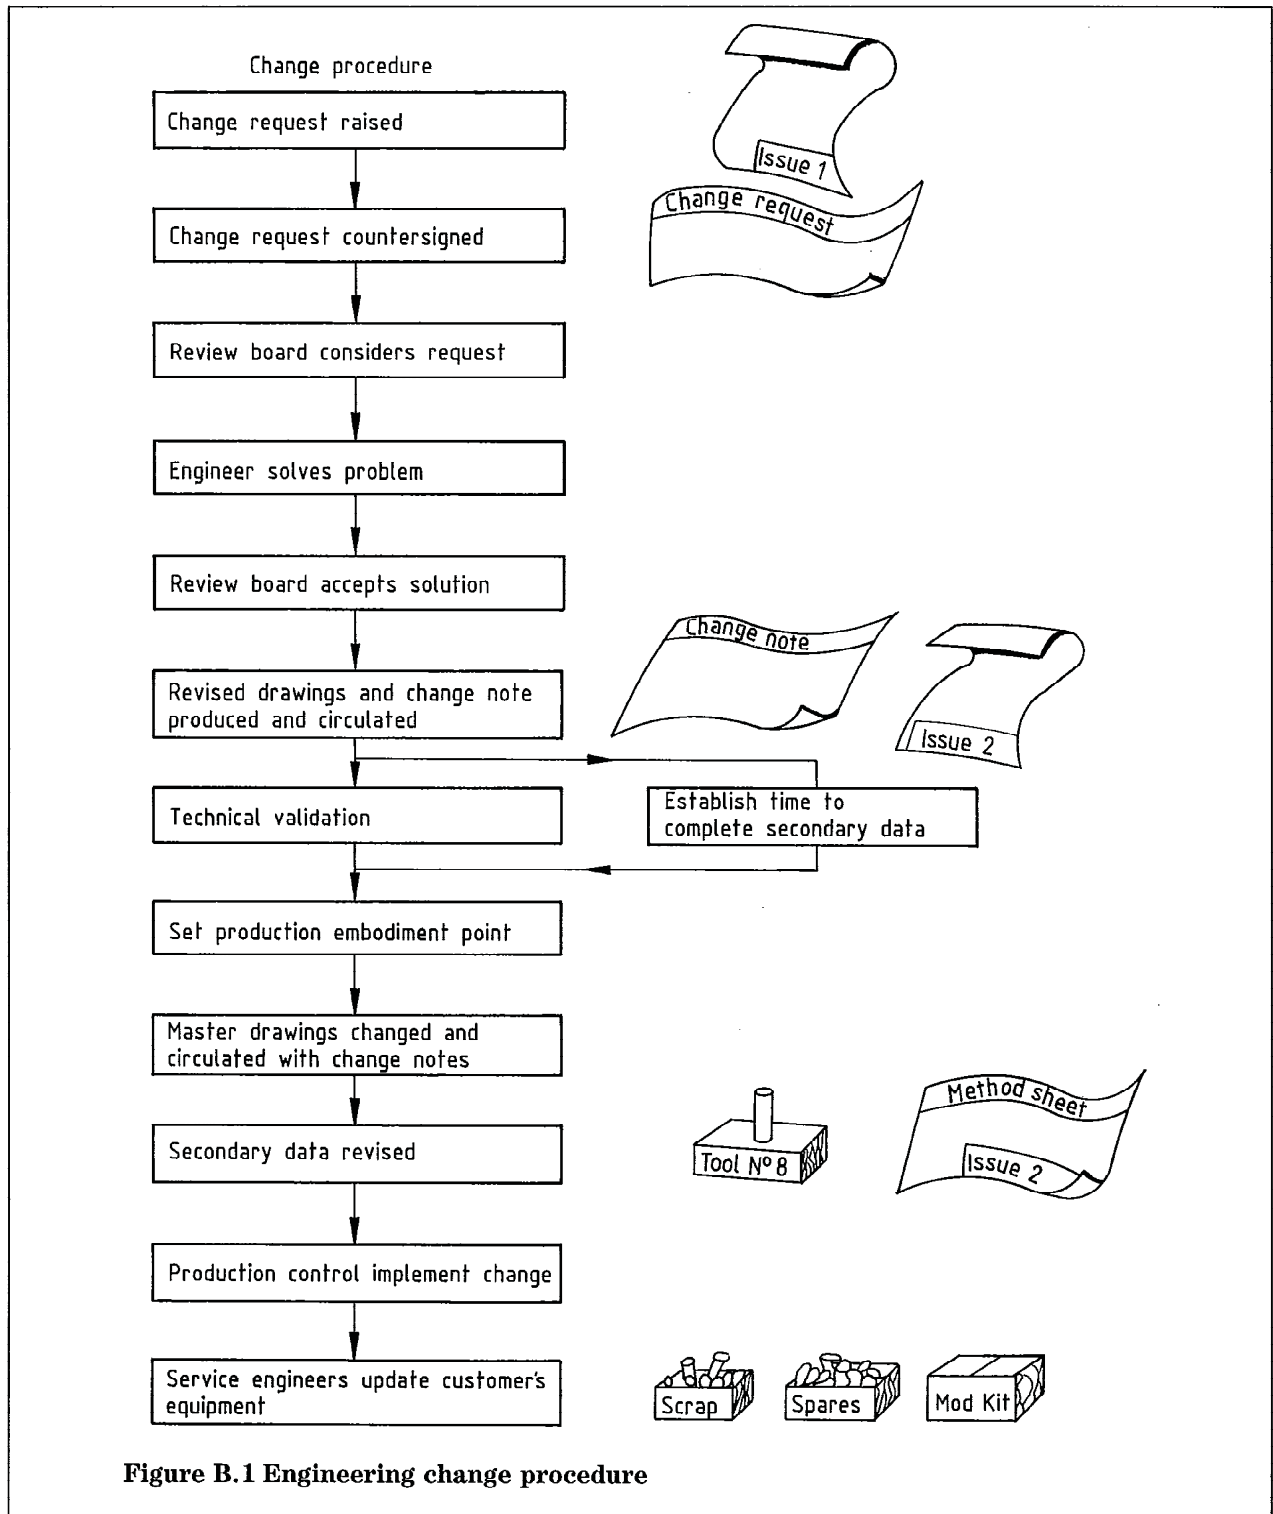 Change procedure
Change request raised
Issue 1
Change request
Change request countersigned
Review board considers request
Engineer solves problem
Review board accepts solution
Change note
Issue 2
Revised drawings and change note
produced and circulated
Technical validation
Establish time to
complete secondary data
Set production embodiment point
Master drawings changed and
circulated with change notes
Method sheet
Issue 2
Tool Nº 8
Secondary data revised
Production control implement change
Service engineers update customer's
equipment
Scrap
Spares
Mod Kit
Figure B.1 Engineering change procedure